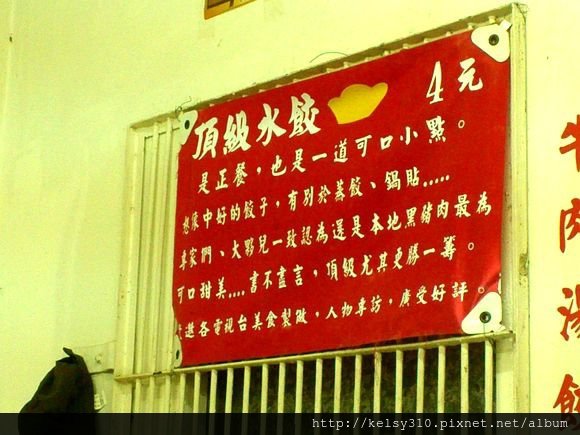 頂級水餃 4元
是正餐，也是一道可口小點。
想像中好的餃子，有別於蒸餃、鍋貼.....
專家們、大夥兒一致認為還是本地黑豬肉最為
可口甜美....書不盡言，頂級尤其更勝一籌。
選各電視台美食製做，人物專訪，廣受好評。
牛肉湯餃
http://kelsy310.pixnet.net/album